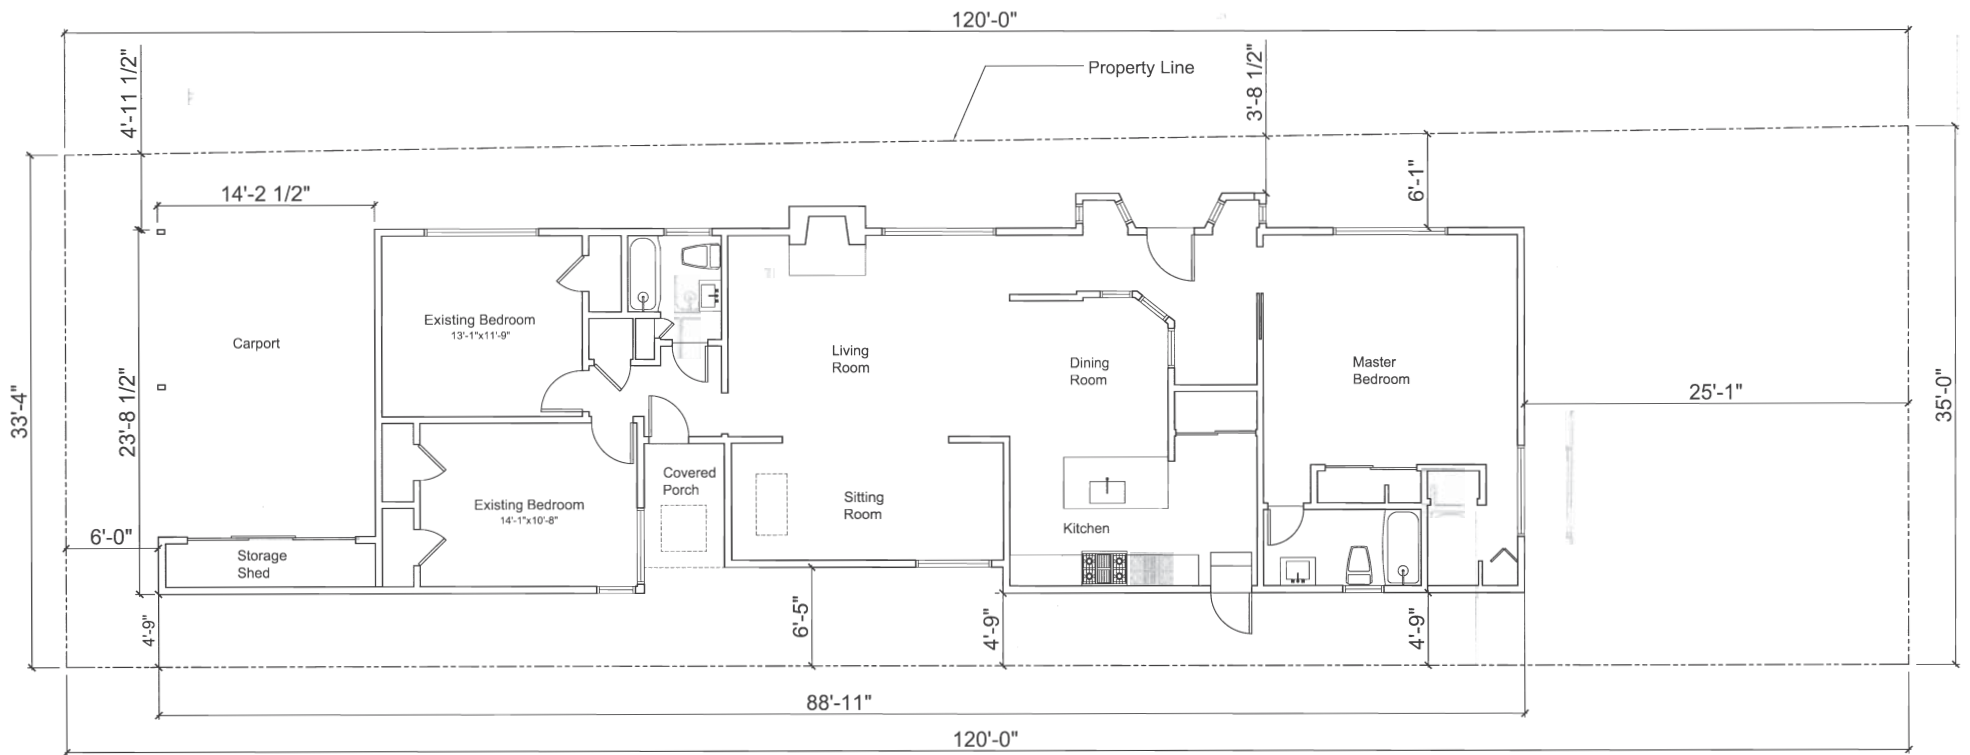 120'-0"
4'-11 1/2"
Property Line
3'-8 1/2"
6'-1"
14'-2 1/2"
Existing Bedroom
13'-1"x11'-9"
Carport
Living
Room
Dining
Room
Master
Bedroom
25'-1"
33'-4"
23'-8 1/2"
35'-0"
Covered
Porch
Existing Bedroom
14'-1"x10'-8"
Sitting
Room
Kitchen
6'-0"
Storage
Shed
4'-9"
6'-5"
4'-9"
4'-9"
88'-11"
120'-0"